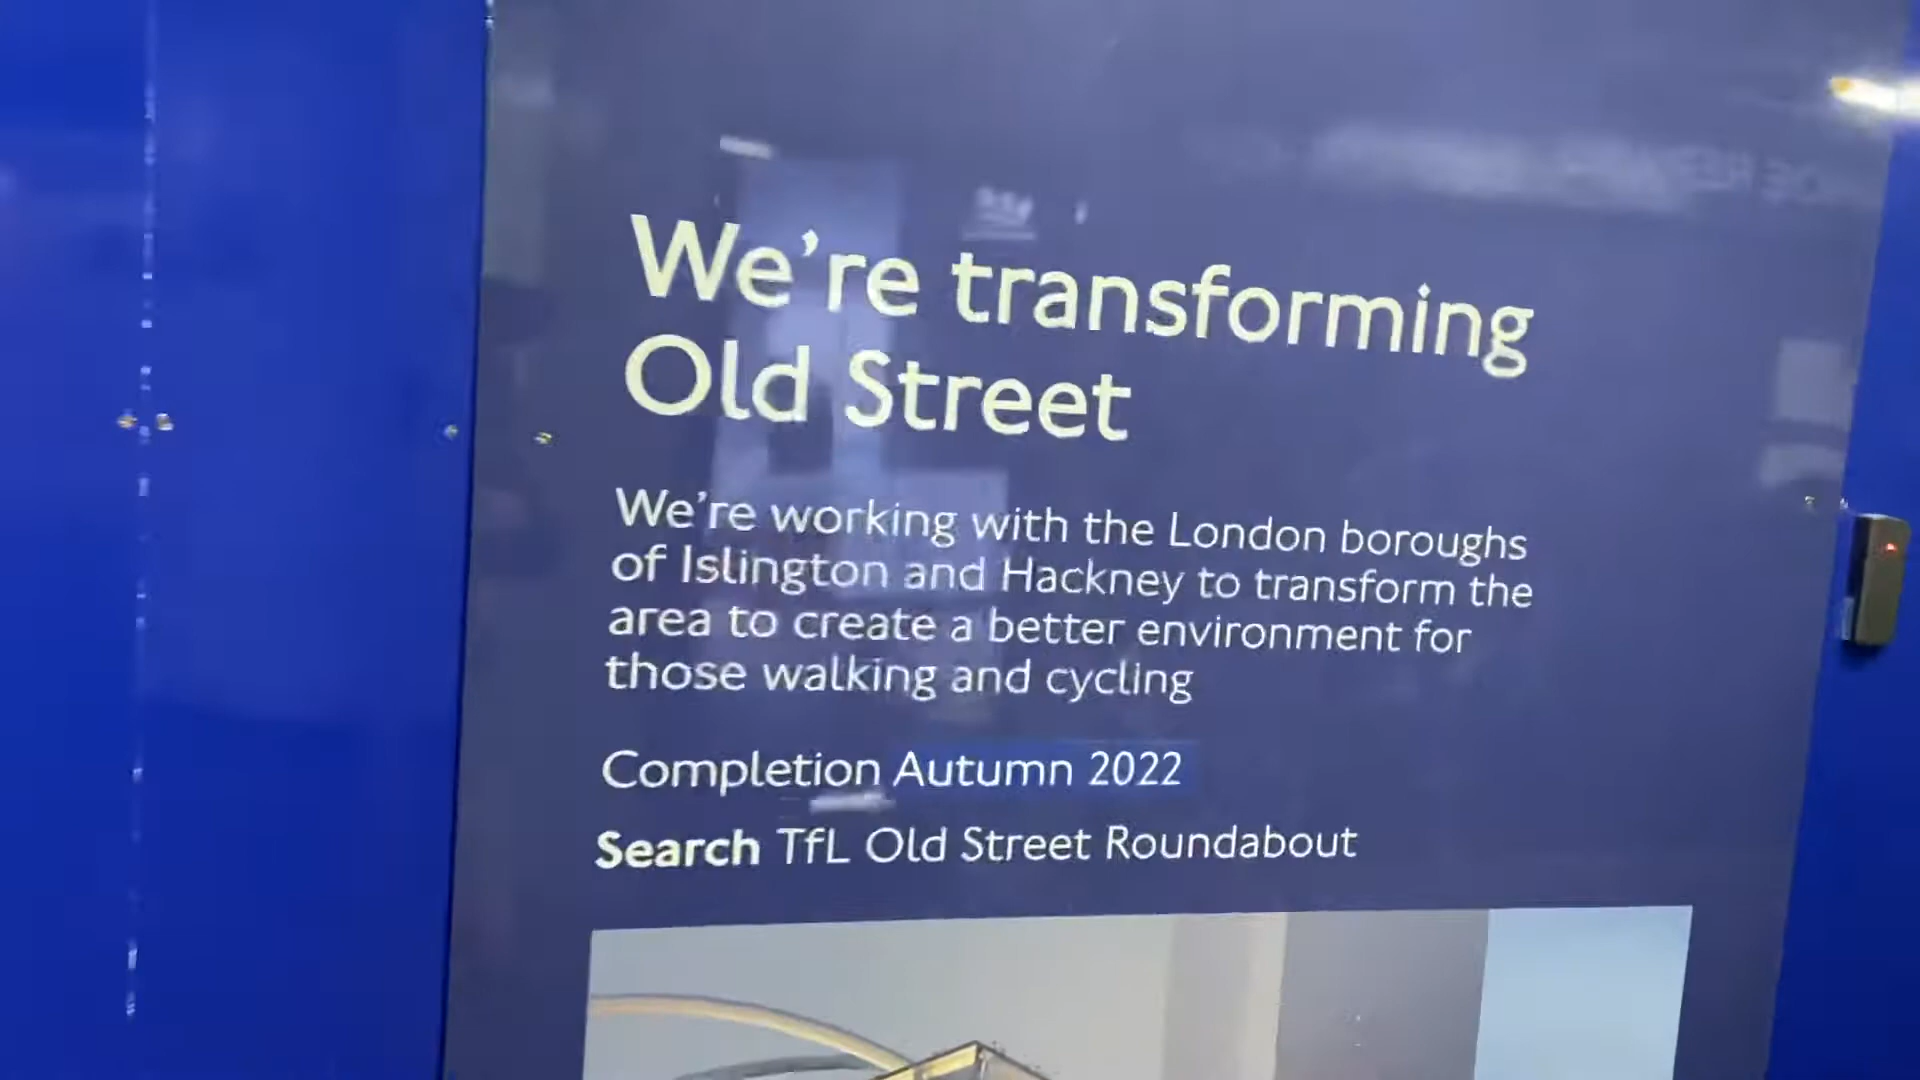 We're transforming
Old Street
We're working with the London boroughs
of Islington and Hackney to transform the
area to create a better environment for
those walking and cycling
Completion Autumn 2022
Search TfL Old Street Roundabout